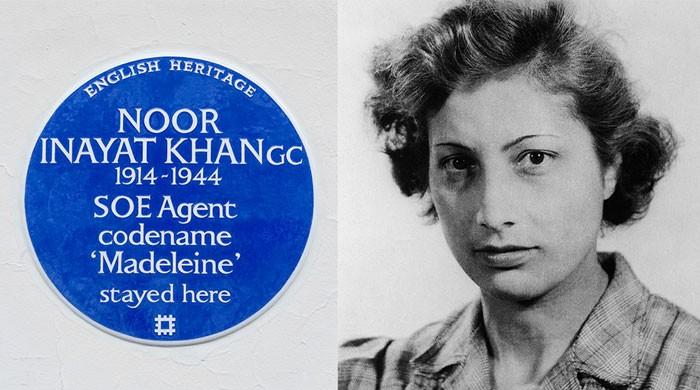 ENGLISH HERITAGE
NOOR
INAYAT KHAN GC
1914-1944
SOE Agent
codename
‘Madeleine’
stayed here